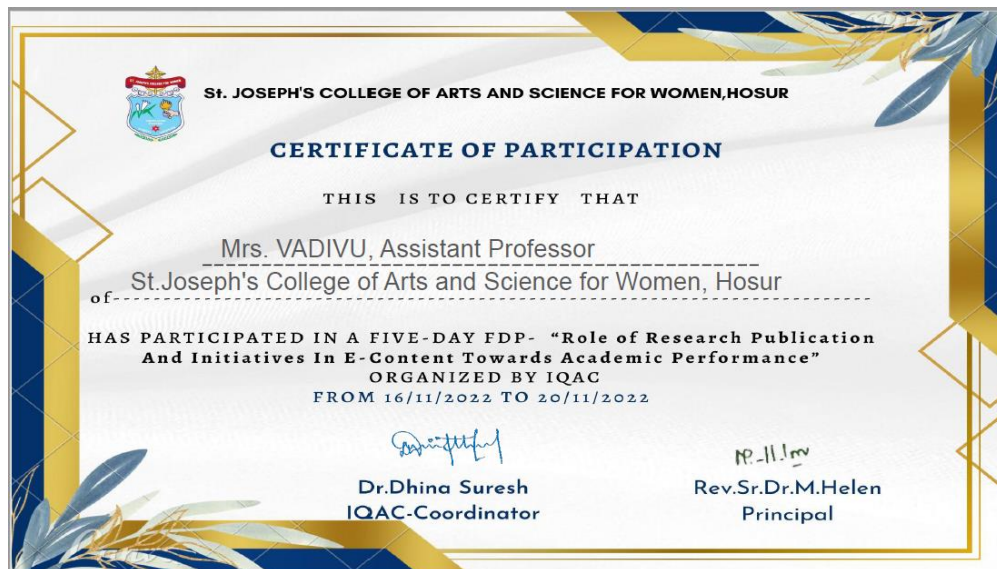 St. JOSEPH'S COLLEGE OF ARTS AND SCIENCE FOR WOMEN,HOSUR
CERTIFICATE OF PARTICIPATION
THIS IS TO CERTIFY THAT
Mrs. VADIVU, Assistant Professor
St.Joseph's College of Arts and Science for Women, Hosur
of
HAS PARTICIPATED IN A FIVE-DAY FDP- “Role of Research Publication
And Initiatives In E-Content Towards Academic Performance”
ORGANIZED BY IQAC
FROM 16/11/2022 TO 20/11/2022
Dr.Dhina Suresh
IQAC-Coordinator
Rev.Sr.Dr.M.Helen
Principal